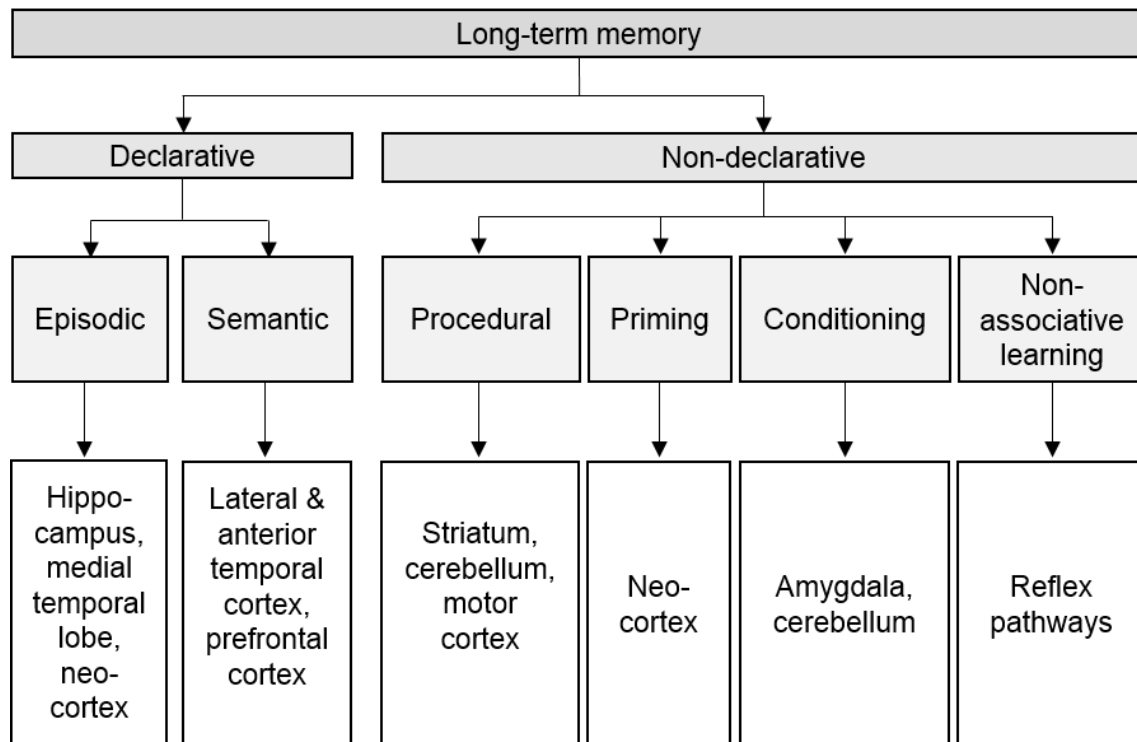 Long-term memory
Declarative
Non-declarative
Episodic
Semantic
Procedural
Priming
Conditioning
Non-
associative
learning
Hippo-
campus,
medial
temporal
lobe,
neo-
cortex
Lateral &
anterior
temporal
cortex,
prefrontal
cortex
Striatum,
cerebellum,
motor
cortex
Neo-
cortex
Amygdala,
cerebellum
Reflex
pathways